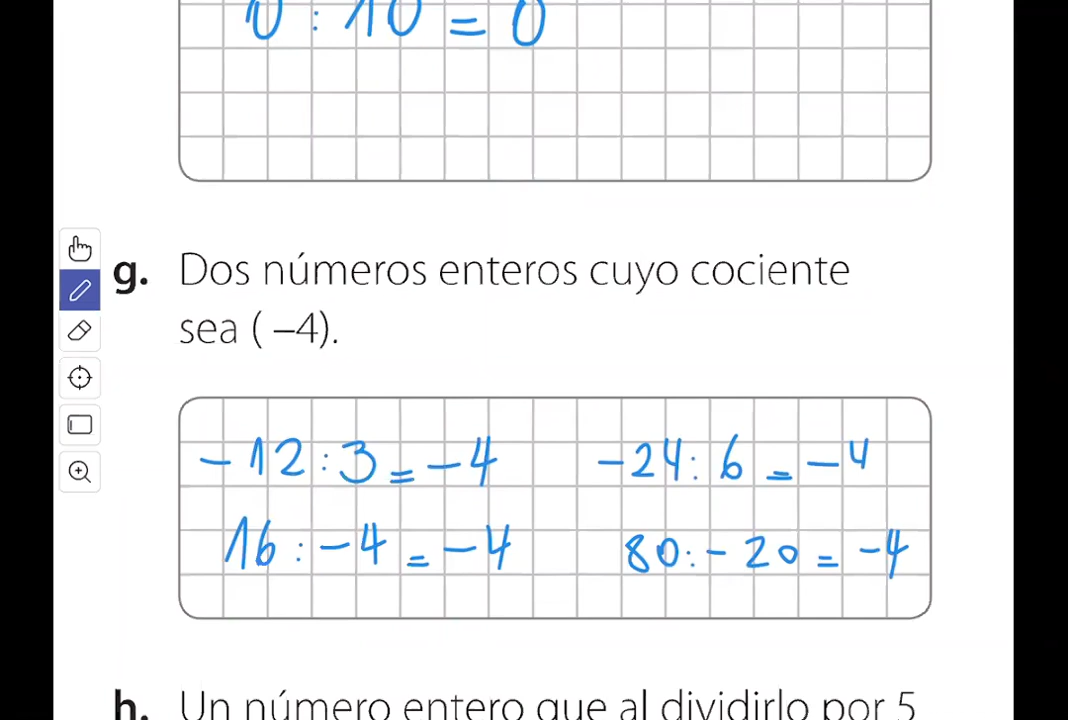 0 : 10 = 0
g. Dos números enteros cuyo cociente
sea ( –4).
-12 : 3 = -4 -24 : 6 = -4
16 : -4 = -4 80 : -20 = -4
h. Un número entero que al dividirlo por 5